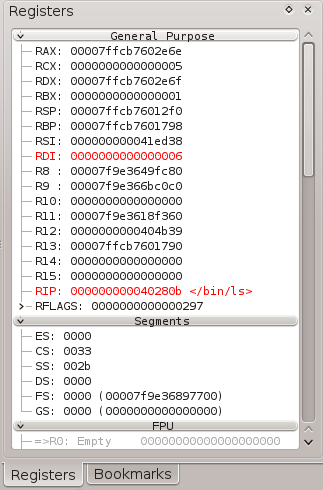 Registers
General Purpose
RAX: 00007ffcb7602e6e
RCX: 0000000000000005
RDX: 00007ffcb7602e6f
RBX: 0000000000000001
RSP: 00007ffcb76012f0
RBP: 00007ffcb7601798
RSI: 000000000041ed38
RDI: 0000000000000006
R8 : 00007f9e3649fc80
R9 : 00007f9e366bc0c0
R10: 0000000000000000
R11: 00007f9e3618f360
R12: 0000000000404b39
R13: 00007ffcb7601790
R14: 0000000000000000
R15: 0000000000000000
RIP: 000000000040280b </bin/ls>
RFLAGS: 0000000000000297
Segments
ES: 0000
CS: 0033
SS: 002b
DS: 0000
FS: 0000 (00007f9e36897700)
GS: 0000 (0000000000000000)
FPU
=>R0: Empty 00000000000000000000
Registers Bookmarks